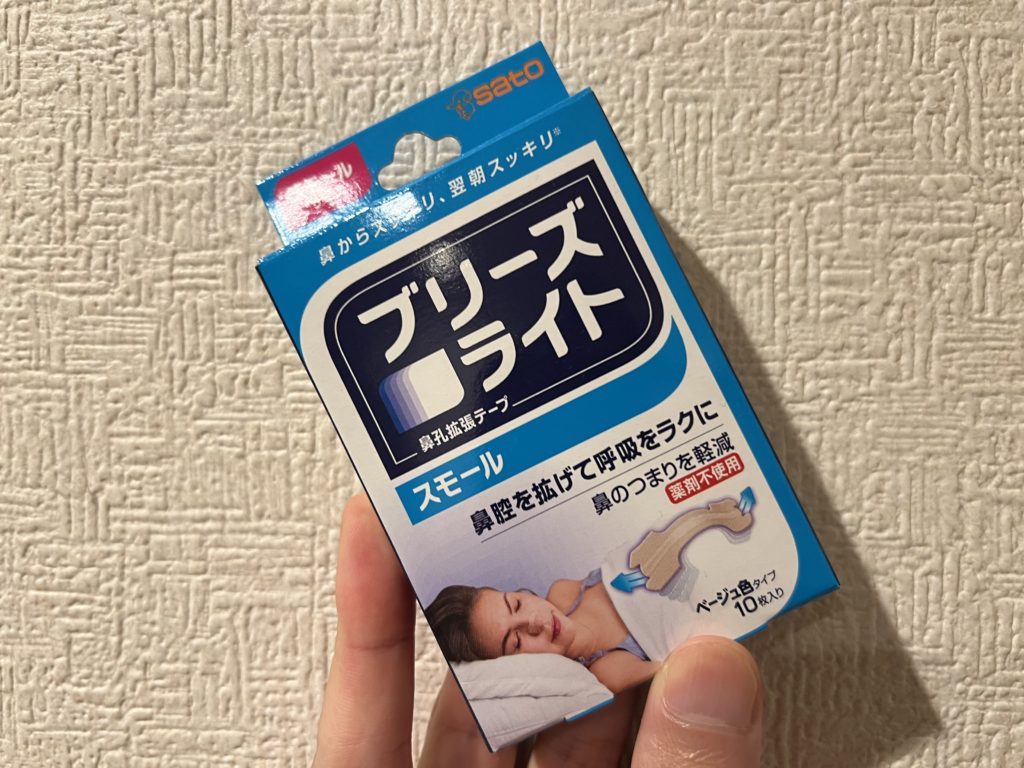 sato
鼻からスッキリ、翌朝スッキリ※
ブリーズ
ライト
鼻孔拡張テープ
スモール
鼻腔を拡げて呼吸をラクに
鼻のつまりを軽減
薬剤不使用
ベージュ色タイプ
10枚入り